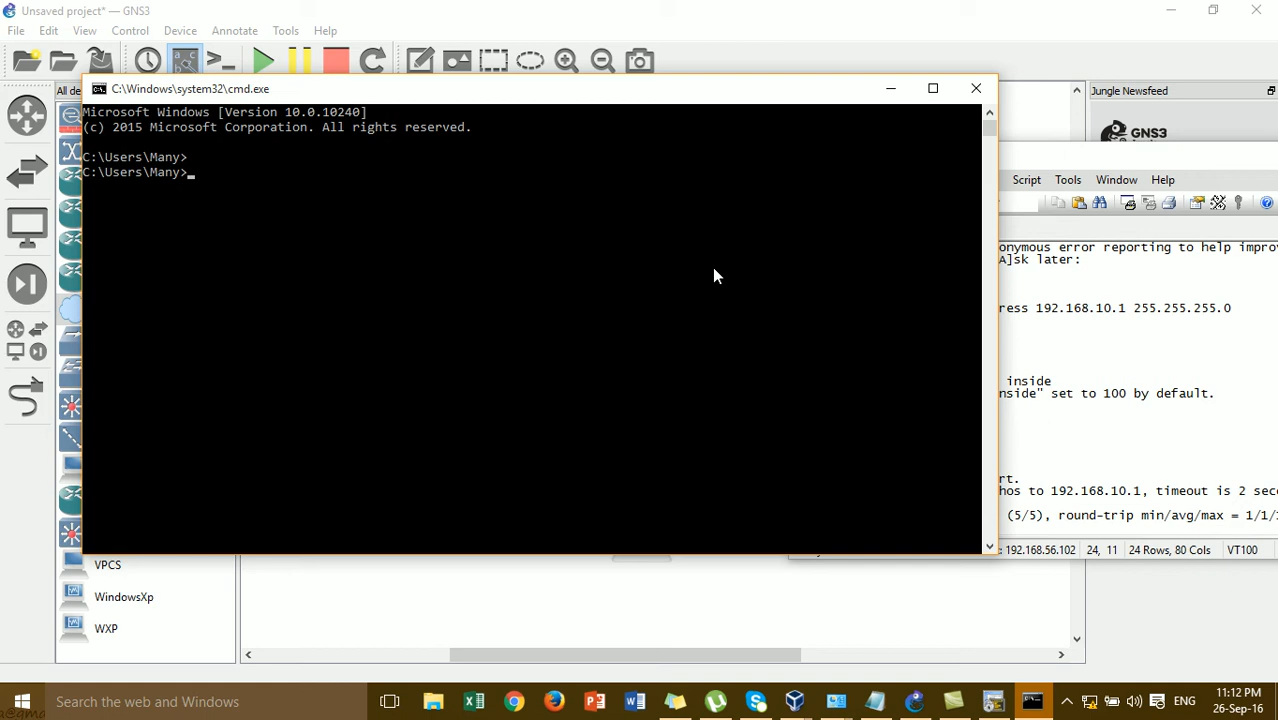 Unsaved project* — GNS3
File Edit View Control Device Annotate Tools Help
All de
C:\Windows\system32\cmd.exe
Microsoft Windows [Version 10.0.10240]
(c) 2015 Microsoft Corporation. All rights reserved.
C:\Users\Many>
C:\Users\Many>_
Jungle Newsfeed
GNS3
Script Tools Window Help
onymous error reporting to help improv
A]sk later:
ress 192.168.10.1 255.255.255.0
inside
nside" set to 100 by default.
rt.
hos to 192.168.10.1, timeout is 2 seco
(5/5), round-trip min/avg/max = 1/1/1
: 192.168.56.102 24, 11 24 Rows, 80 Cols VT100
VPCS
WindowsXp
WXP
Search the web and Windows
ENG
11:12 PM
26-Sep-16